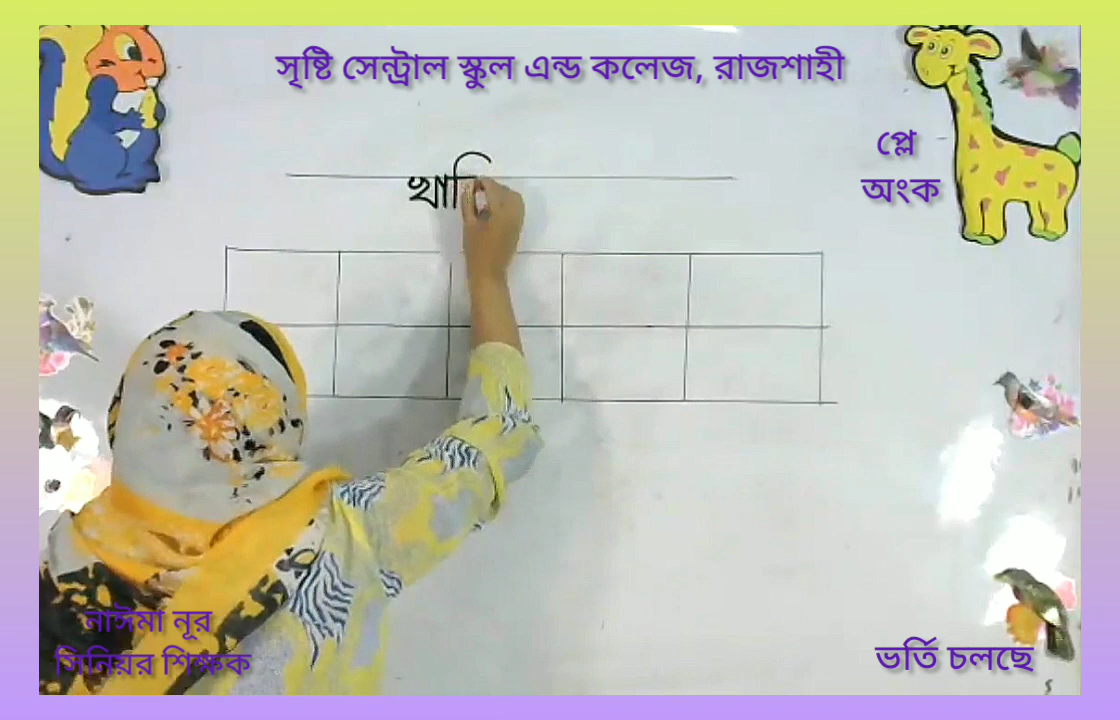 সৃষ্টি সেন্ট্রাল স্কুল এন্ড কলেজ, রাজশাহী
প্লে
অংক
খাি
নাঈমা নূর
সিনিয়র শিক্ষক
ভর্তি চলছে